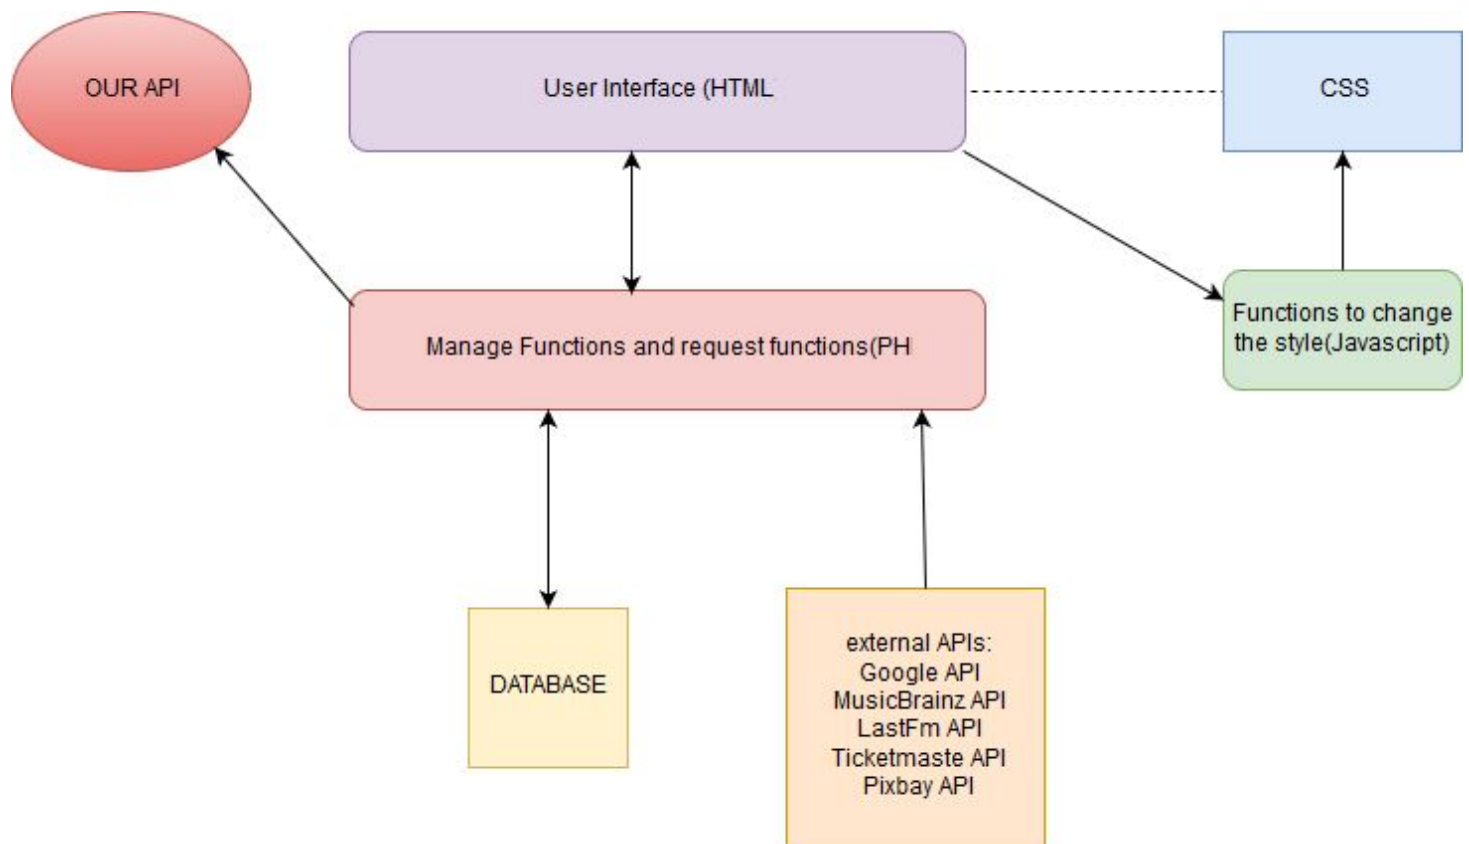 OUR API
User Interface (HTML
CSS
Manage Functions and request functions(PH
Functions to change
the style(Javascript)
DATABASE
external APIs:
Google API
MusicBrainz API
LastFm API
Ticketmaste API
Pixbay API